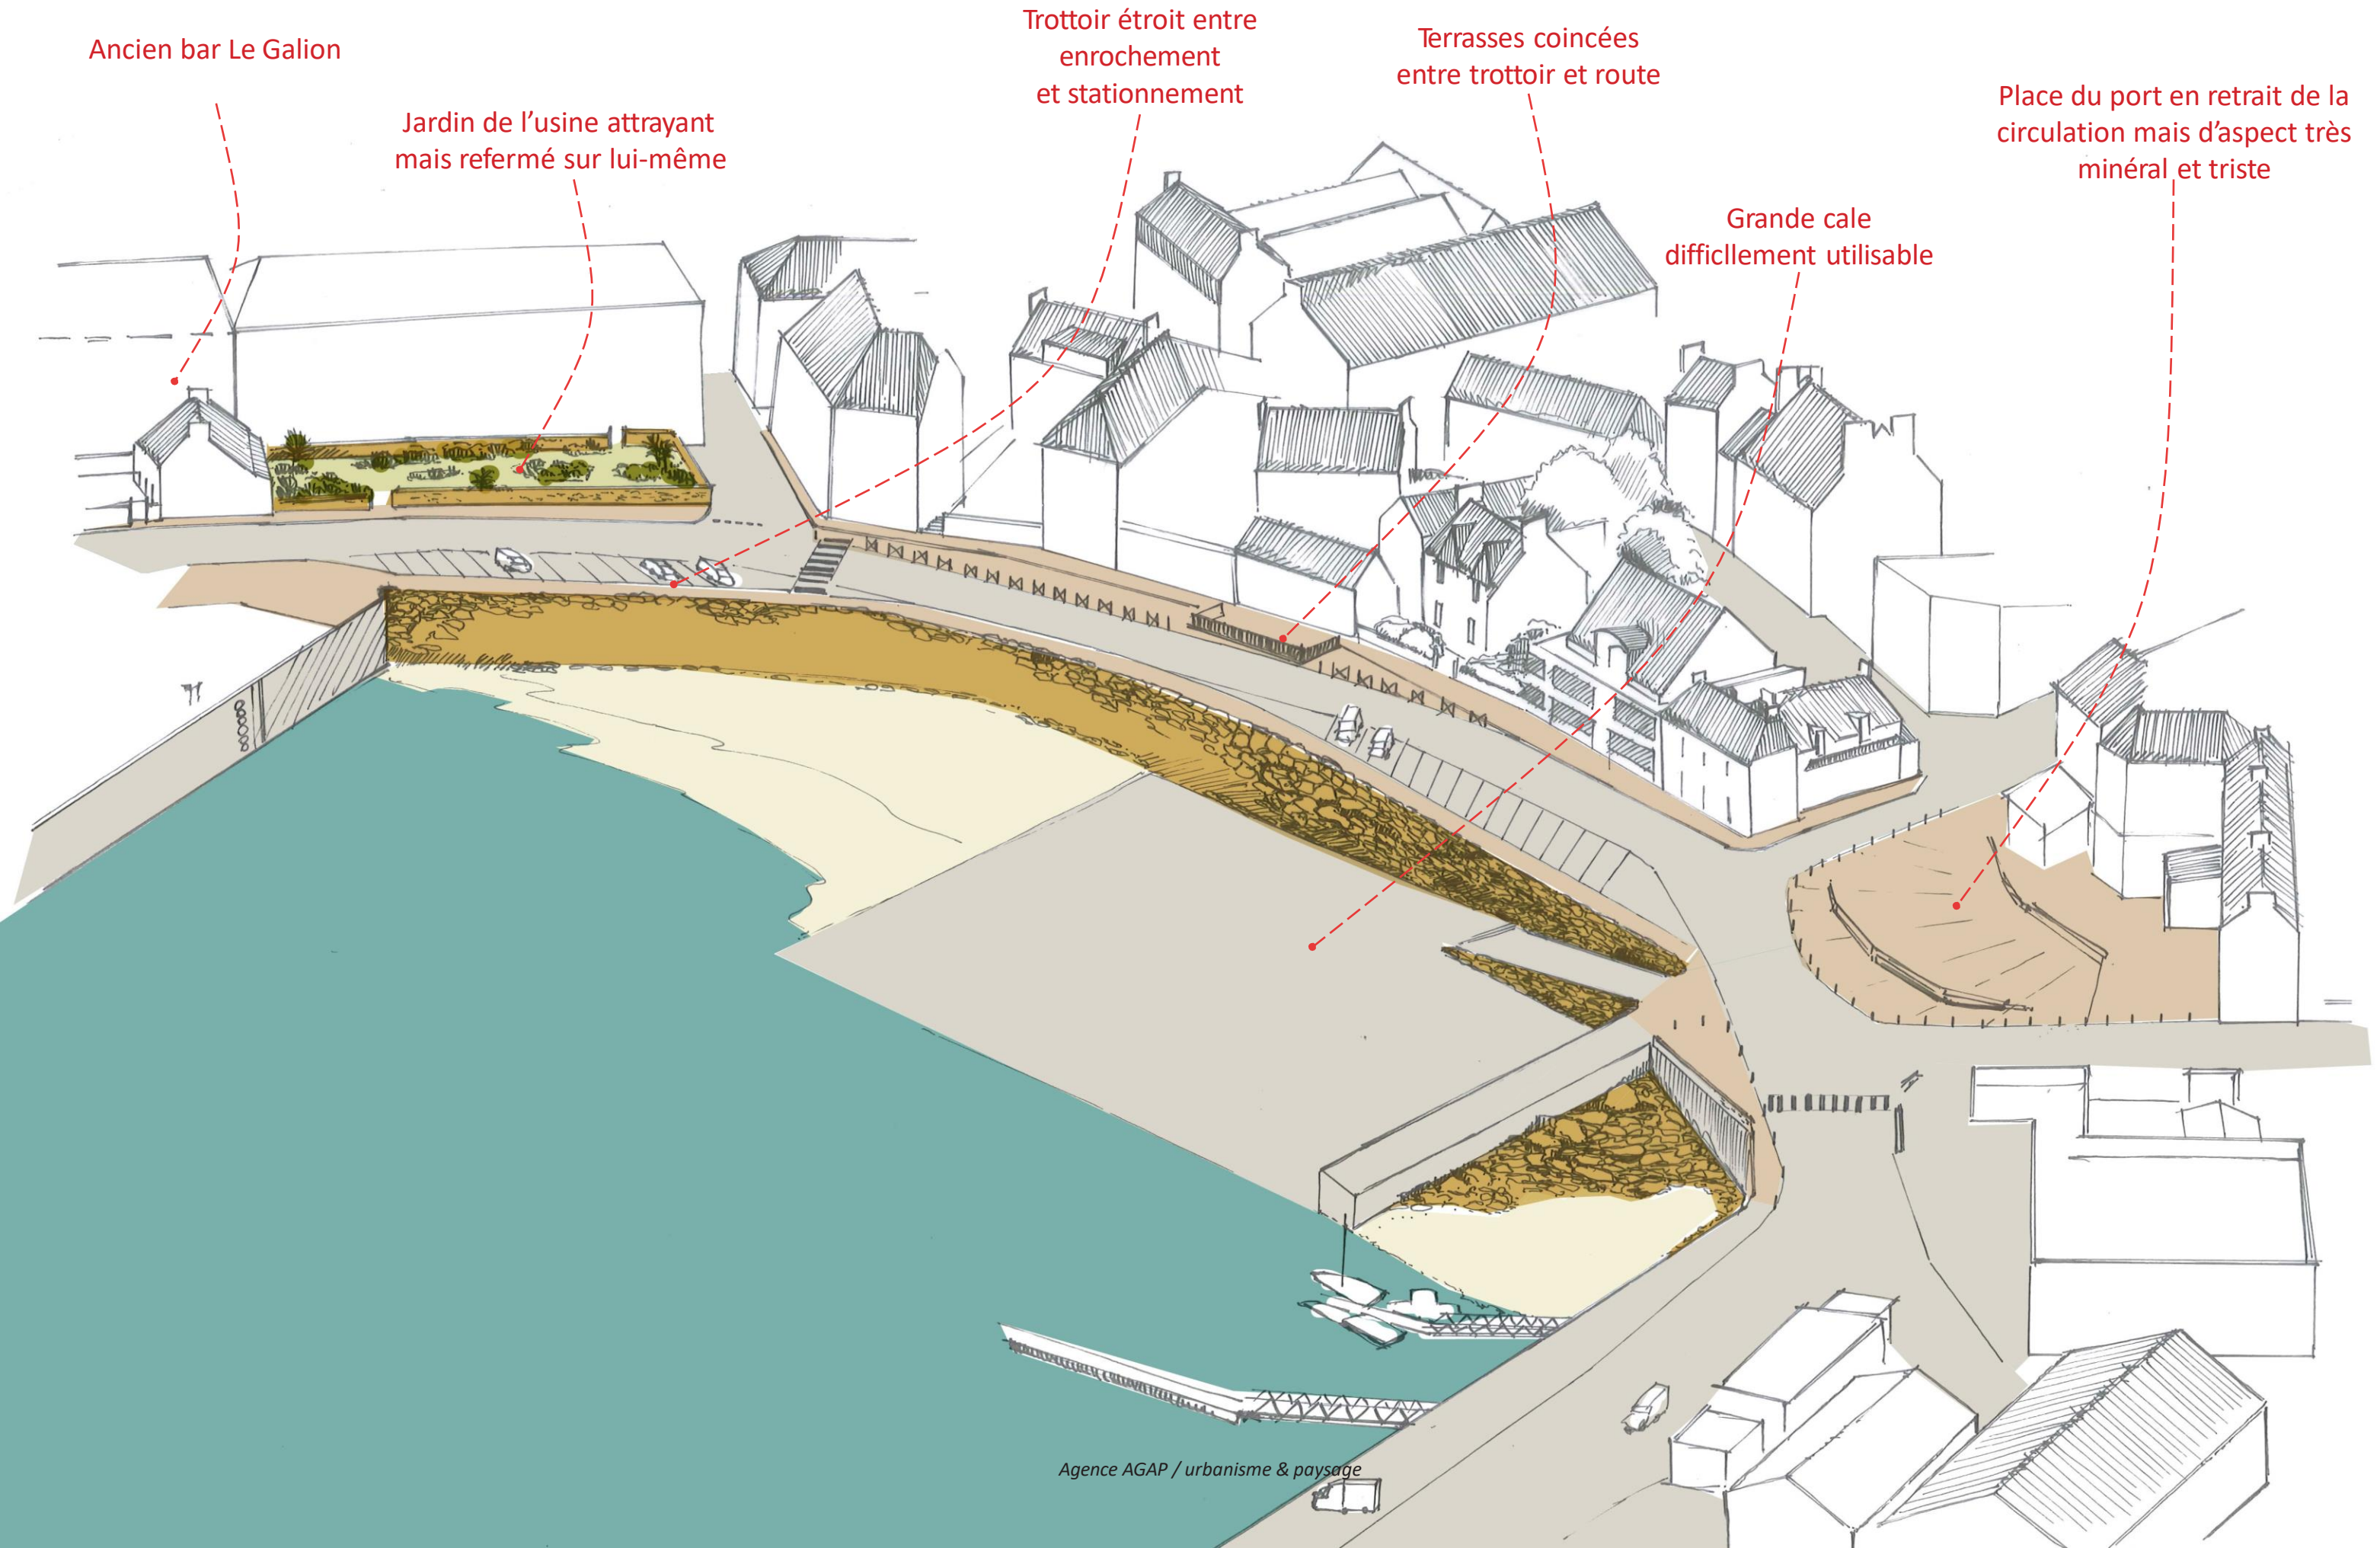 Ancien bar Le Galion
Jardin de l'usine attrayant
mais refermé sur lui-même
Trottoir étroit entre
enrochement
et stationnement
Terrasses coincées
entre trottoir et route
Grande cale
difficllement utilisable
Place du port en retrait de la
circulation mais d'aspect très
minéral et triste
Agence AGAP / urbanisme & paysage